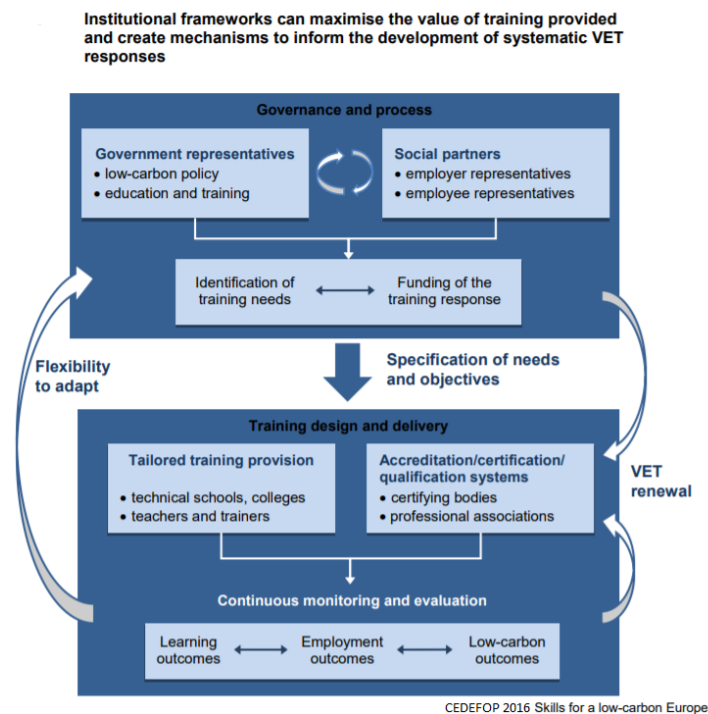 Institutional frameworks can maximise the value of training provided
and create mechanisms to inform the development of systematic VET
responses
Governance and process
Government representatives
• low-carbon policy
• education and training
Social partners
• employer representatives
• employee representatives
Identification of
training needs
Funding of the
training response
Flexibility
to adapt
Specification of needs
and objectives
Training design and delivery
Tailored training provision
• technical schools, colleges
• teachers and trainers
Accreditation/certification/
qualification systems
• certifying bodies
• professional associations
VET
renewal
Continuous monitoring and evaluation
Learning
outcomes
Employment
outcomes
Low-carbon
outcomes
CEDEFOP 2016 Skills for a low-carbon Europe